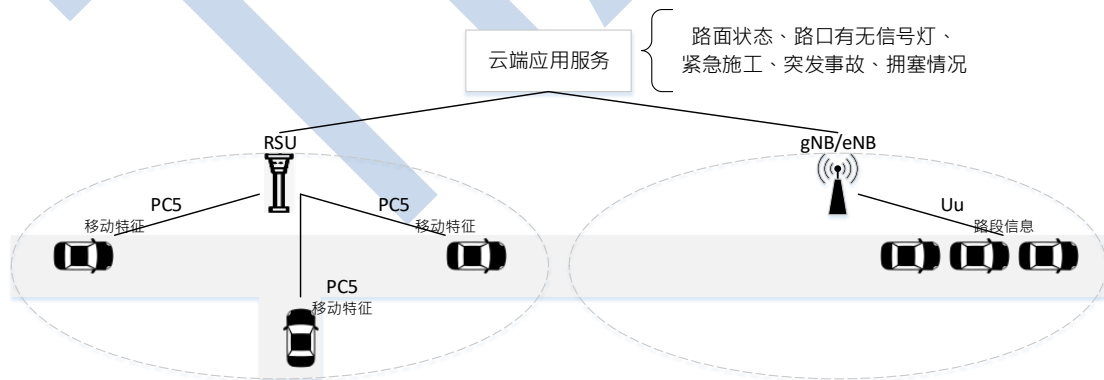 云端应用服务
路面状态、路口有无信号灯、
紧急施工、突发事故、拥塞情况
RSU
gNB/eNB
PC5
移动特征
PC5
移动特征
Uu
路段信息
PC5
移动特征